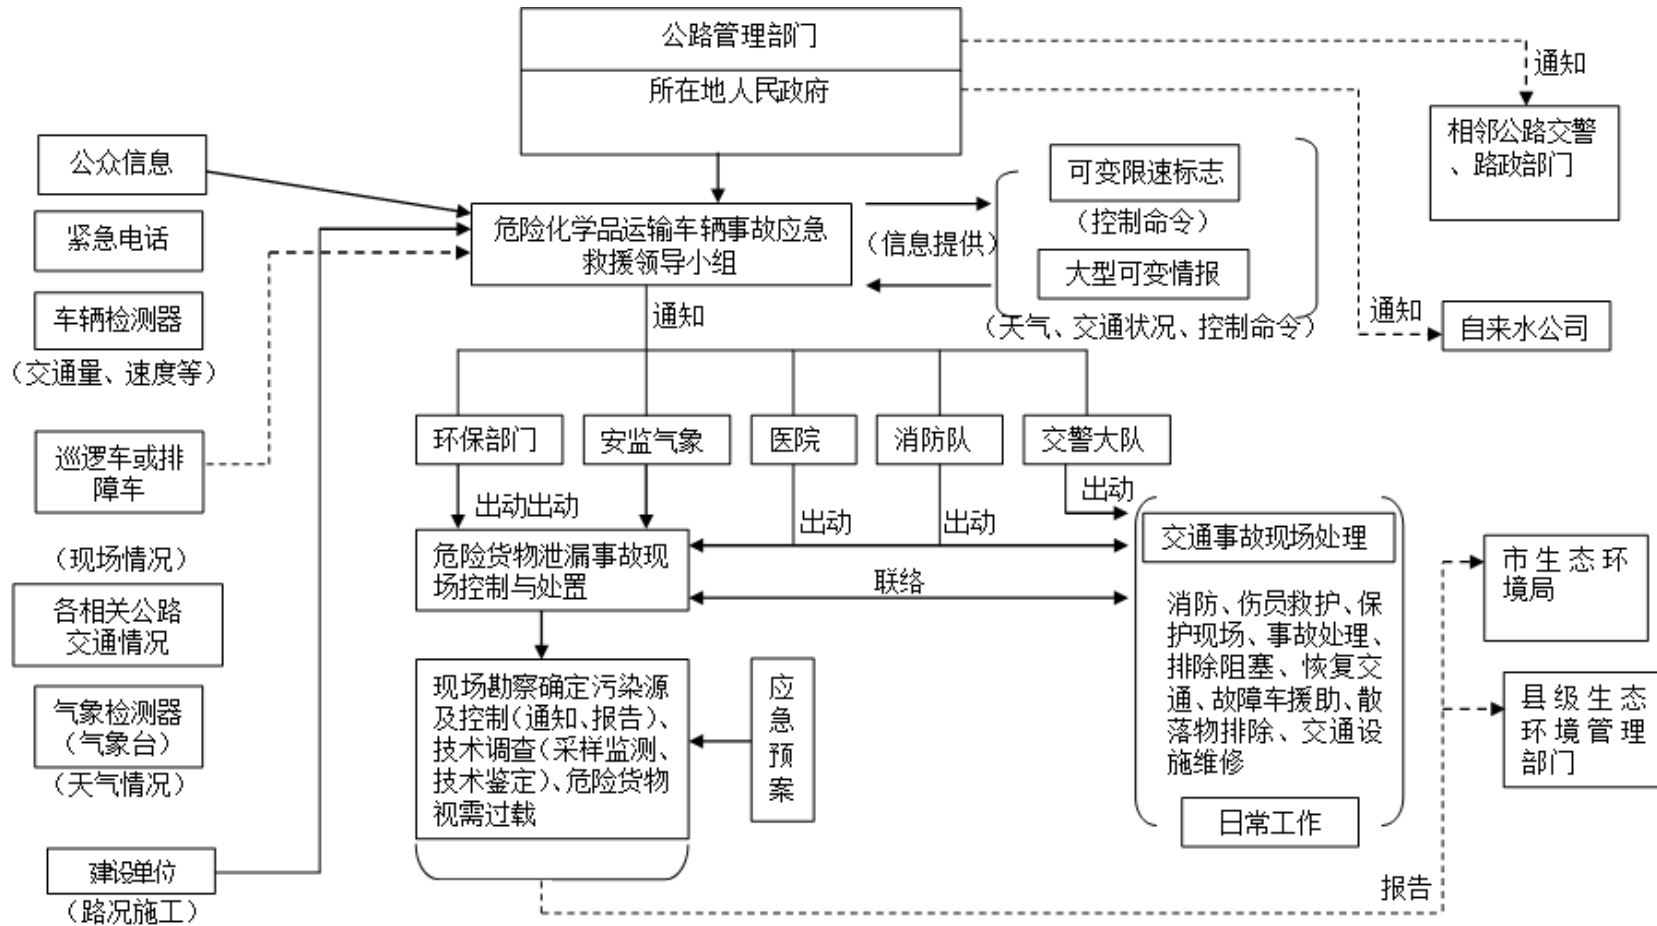 公路管理部门
所在地人民政府
通知
相邻公路交警
、路政部门
公众信息
紧急电话
车辆检测器
（交通量、速度等）
巡逻车或排
障车
（现场情况）
各相关公路
交通情况
气象检测器
（气象台）
（天气情况）
建设单位
（路况施工）
危险化学品运输车辆事故应急
救援领导小组
（信息提供）
可变限速标志
（控制命令）
大型可变情报
（天气、交通状况、控制命令）
通知
自来水公司
通知
环保部门
安监气象
医院
消防队
交警大队
出动出动
出动
出动
出动
危险货物泄漏事故现
场控制与处置
联络
交通事故现场处理
消防、伤员救护、保
护现场、事故处理、
排除阻塞、恢复交
通、故障车援助、散
落物排除、交通设
施维修
日常工作
现场勘察确定污染源
及控制（通知、报告）、
技术调查（采样监测、
技术鉴定）、危险货物
视需过载
应
急
预
案
市生态环
境局
县级生态
环境管理
部门
报告